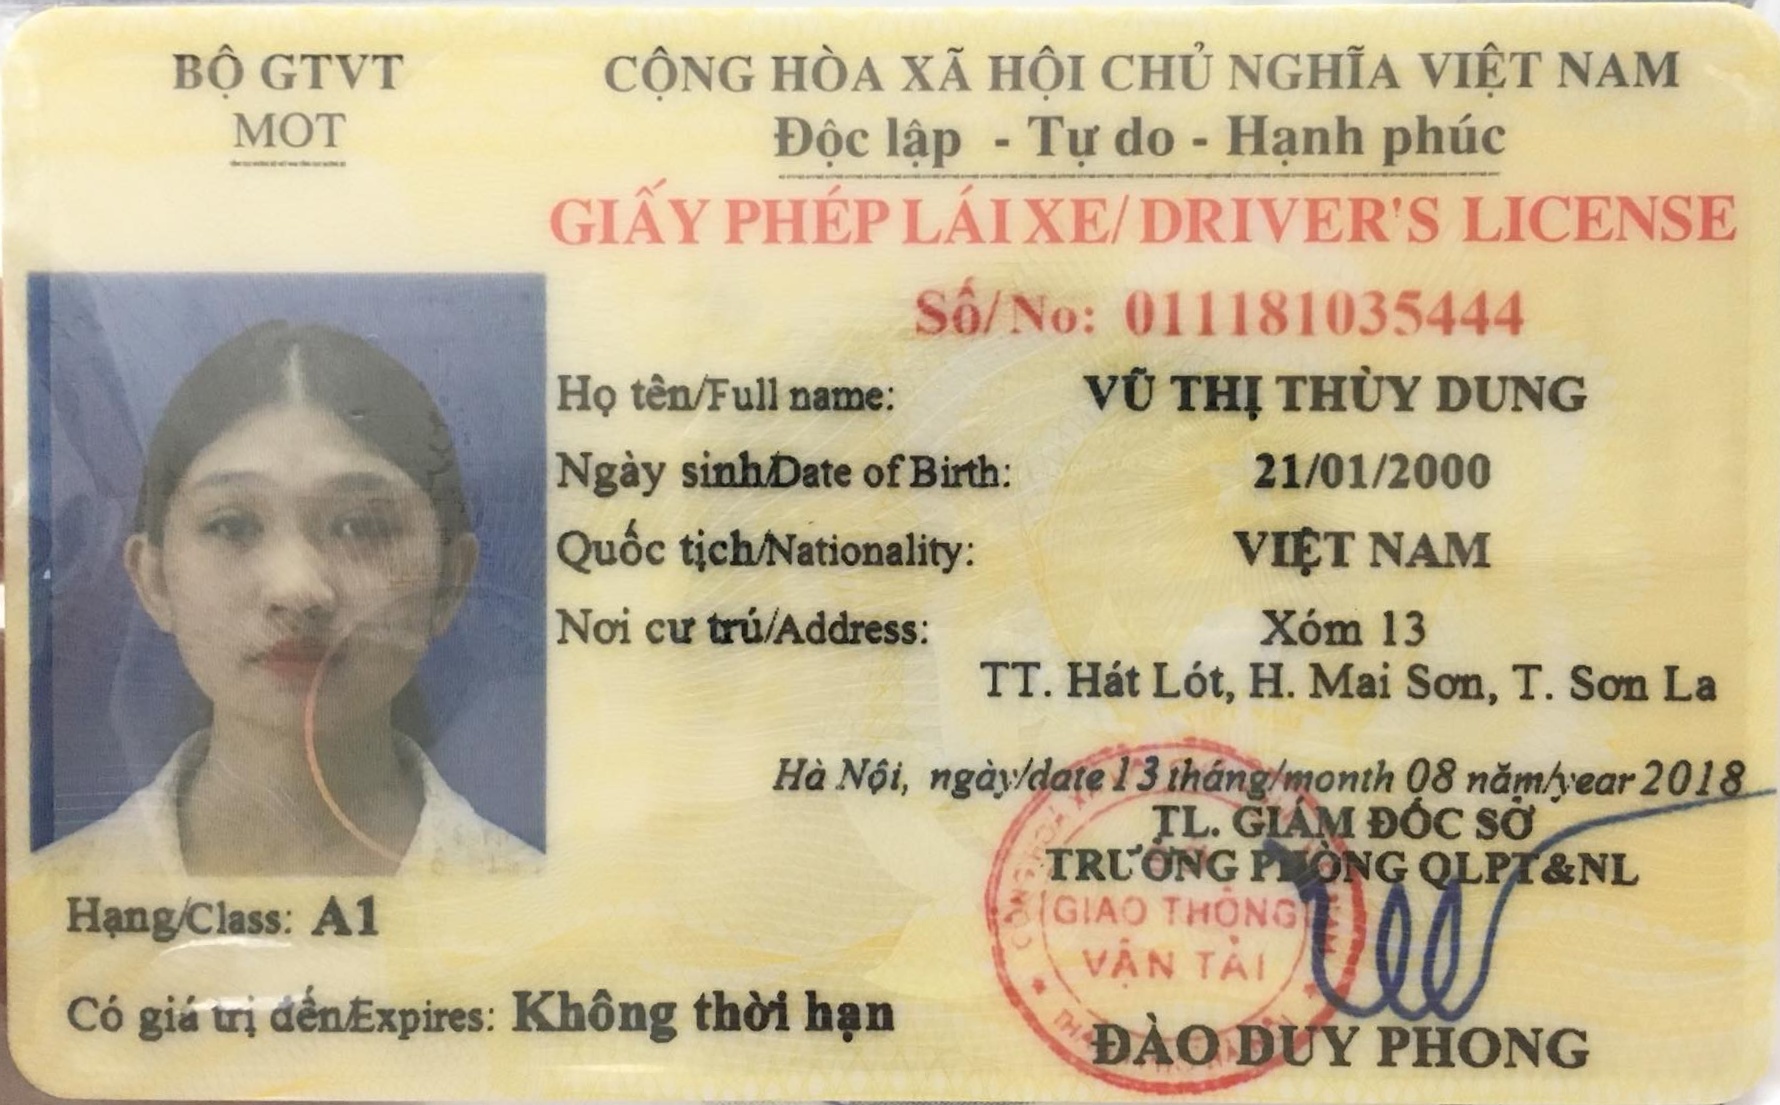 BỘ GTVT
MOT
CỘNG HÒA XÃ HỘI CHỦ NGHĨA VIỆT NAM
Độc lập - Tự do - Hạnh phúc
GIẤY PHÉP LÁI XE/ DRIVER'S LICENSE
Số/ No: 011181035444
Họ tên/Full name: VŨ THỊ THÙY DUNG
Ngày sinh/Date of Birth: 21/01/2000
Quốc tịch/Nationality: VIỆT NAM
Nơi cư trú/Address: Xóm 13
TT. Hát Lót, H. Mai Sơn, T. Sơn La
Hà Nội, ngày/date 13 tháng/month 08 năm/year 2018
TL. GIÁM ĐỐC SỞ
TRƯỞNG PHÒNG QLPT&NL
GIAO THÔNG
VẬN TẢI
ĐÀO DUY PHONG
Hạng/Class: A1
Có giá trị đến/Expires: Không thời hạn